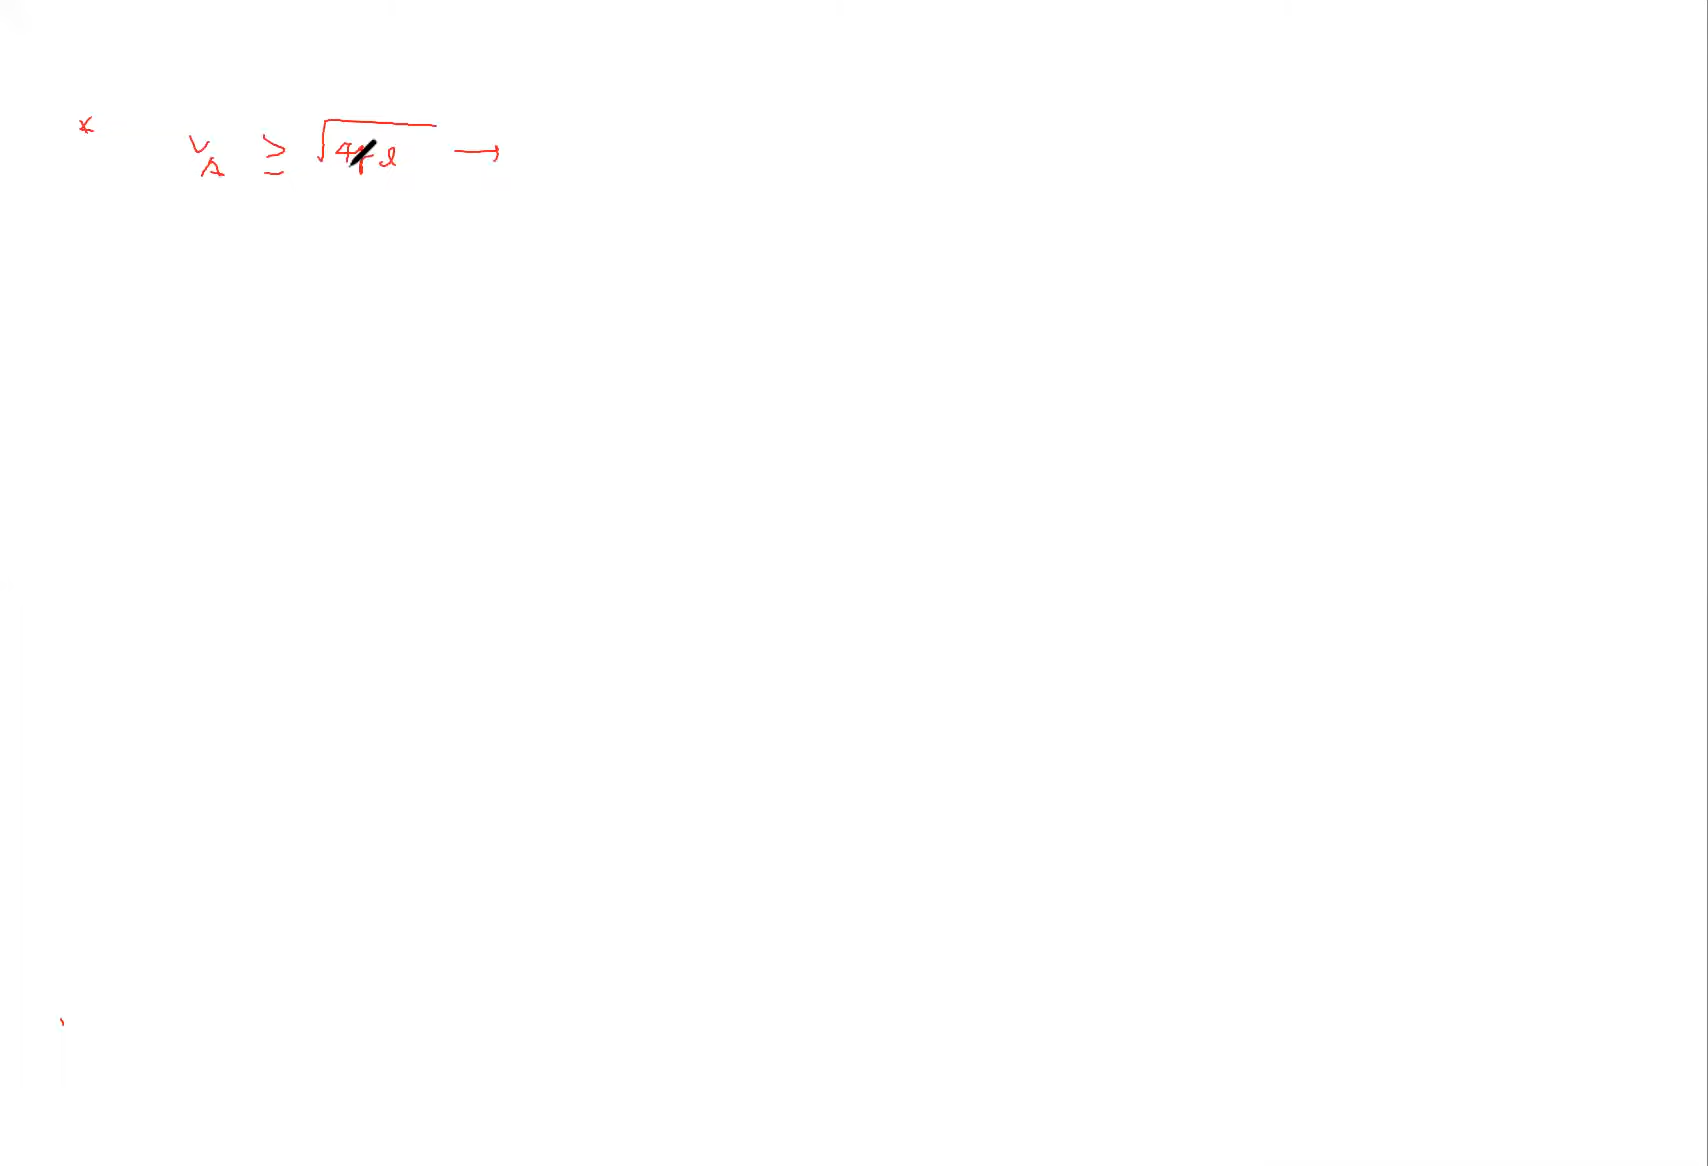 * v_A ≥ √4gl →